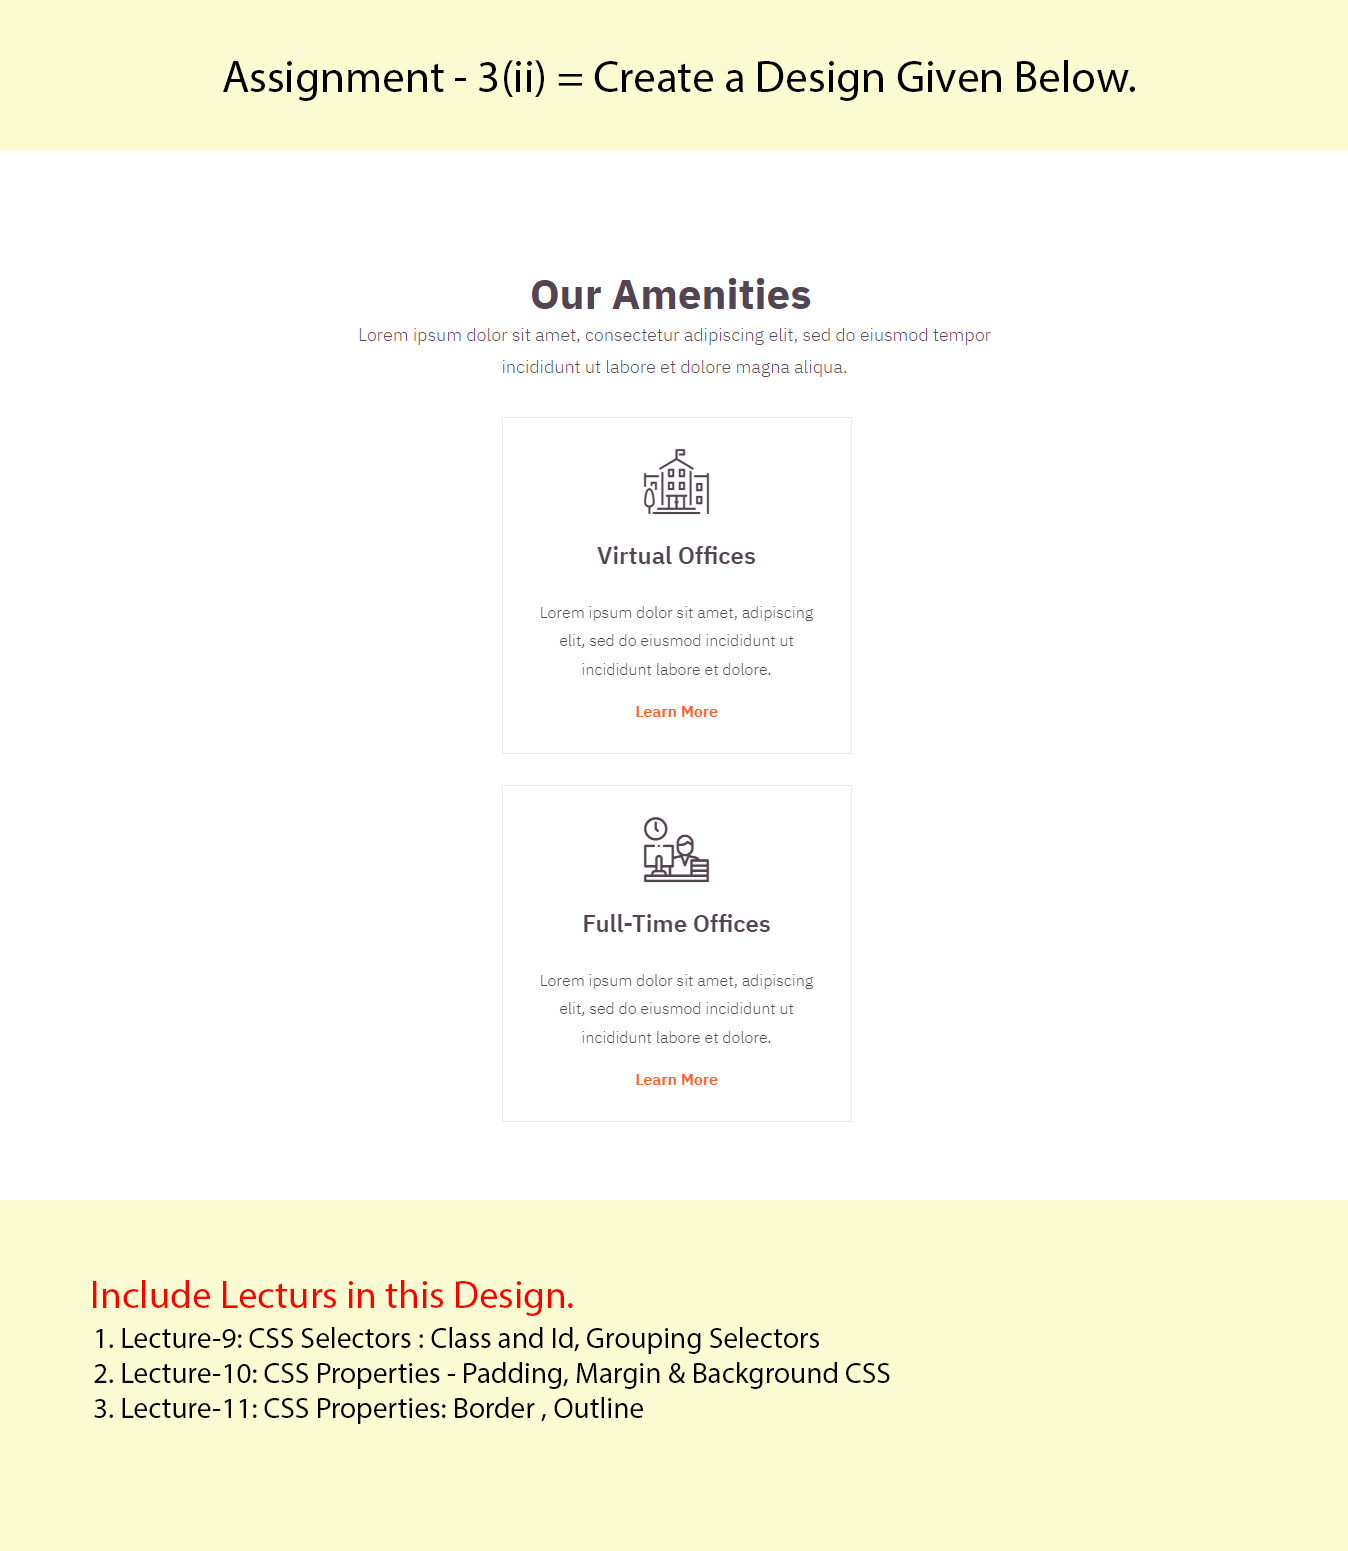 Assignment - 3(ii) = Create a Design Given Below.
Our Amenities
Lorem ipsum dolor sit amet, consectetur adipiscing elit, sed do eiusmod tempor
incididunt ut labore et dolore magna aliqua.
Virtual Offices
Lorem ipsum dolor sit amet, adipiscing
elit, sed do eiusmod incididunt ut
incididunt labore et dolore.
Learn More
Full-Time Offices
Lorem ipsum dolor sit amet, adipiscing
elit, sed do eiusmod incididunt ut
incididunt labore et dolore.
Learn More
Include Lecturs in this Design.
1. Lecture-9: CSS Selectors : Class and Id, Grouping Selectors
2. Lecture-10: CSS Properties - Padding, Margin & Background CSS
3. Lecture-11: CSS Properties: Border , Outline